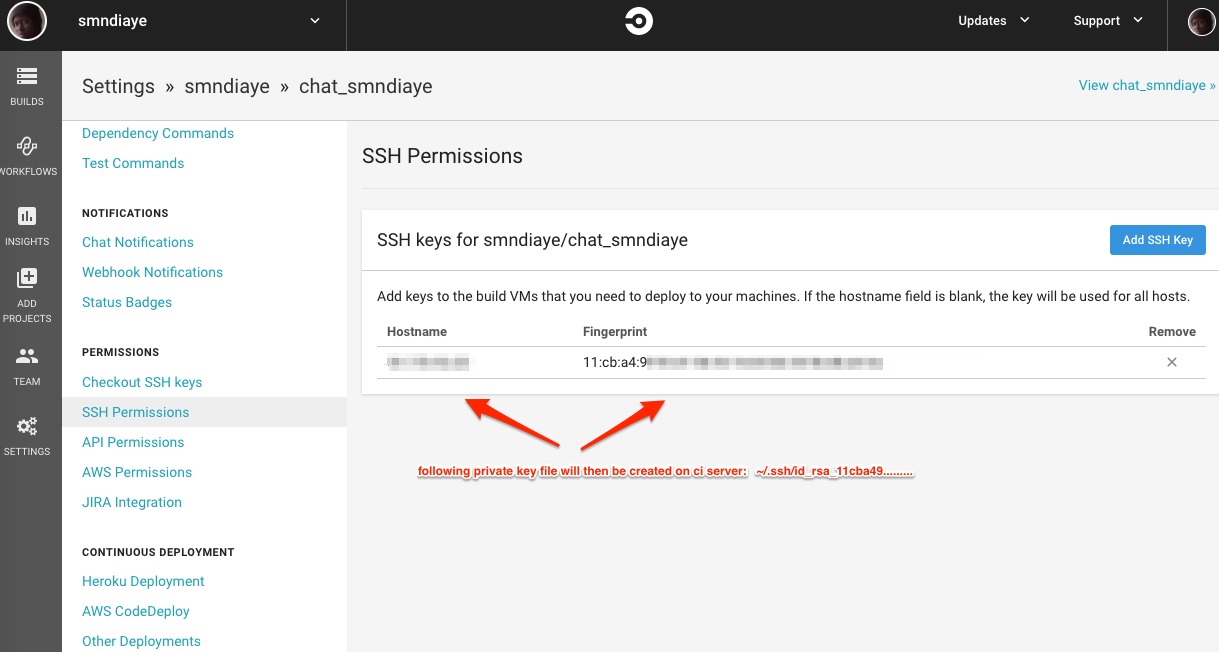 smndiaye
Updates
Support
BUILDS
WORKFLOWS
INSIGHTS
ADD
PROJECTS
TEAM
SETTINGS
Settings » smndiaye » chat_smndiaye
View chat_smndiaye »
Dependency Commands
Test Commands
NOTIFICATIONS
Chat Notifications
Webhook Notifications
Status Badges
PERMISSIONS
Checkout SSH keys
SSH Permissions
API Permissions
AWS Permissions
JIRA Integration
CONTINUOUS DEPLOYMENT
Heroku Deployment
AWS CodeDeploy
Other Deployments
SSH Permissions
SSH keys for smndiaye/chat_smndiaye
Add SSH Key
Add keys to the build VMs that you need to deploy to your machines. If the hostname field is blank, the key will be used for all hosts.
Hostname Fingerprint Remove
11:cb:a4:9
following private key file will then be created on ci server: ~/.ssh/id_rsa_11cba49.........